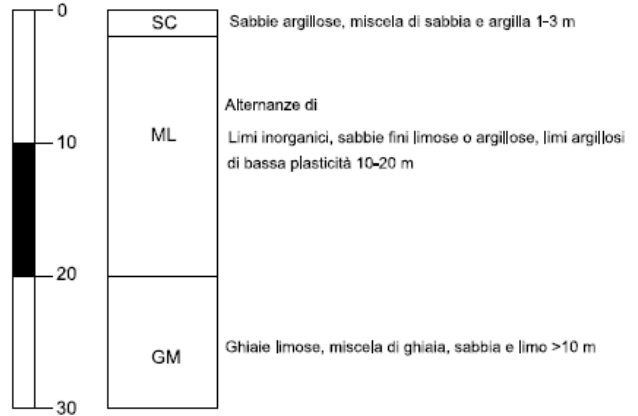 0
SC
Sabbie argillose, miscela di sabbia e argilla 1-3 m
Alternanze di
ML
10
Limi inorganici, sabbie fini limose o argillose, limi argillosi
di bassa plasticità 10-20 m
20
GM
Ghiaie limose, miscela di ghiaia, sabbia e limo >10 m
30